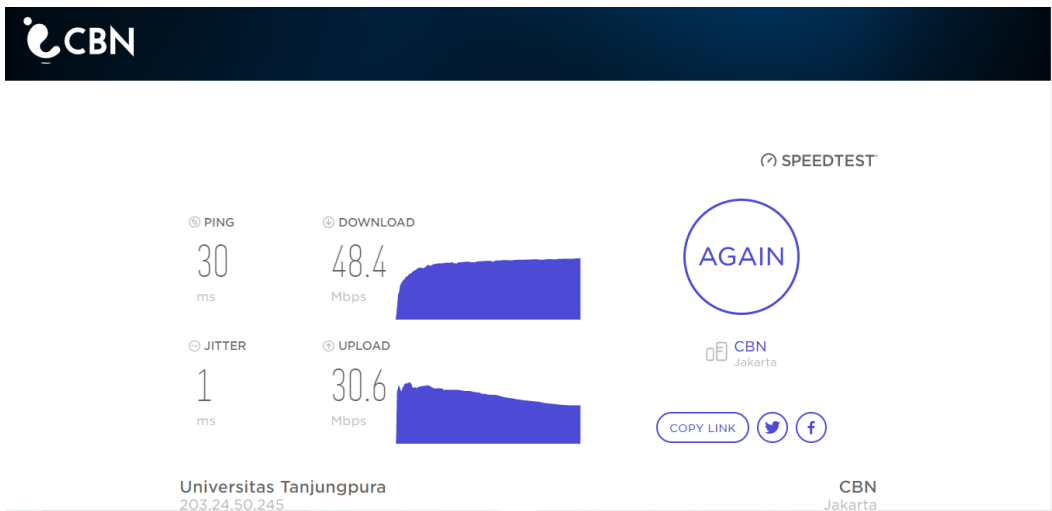 CBN
SPEEDTEST
PING
30
ms
DOWNLOAD
48.4
Mbps
AGAIN
JITTER
1
ms
UPLOAD
30.6
Mbps
CBN
Jakarta
COPY LINK
Universitas Tanjungpura
203.24.50.245
CBN
Jakarta